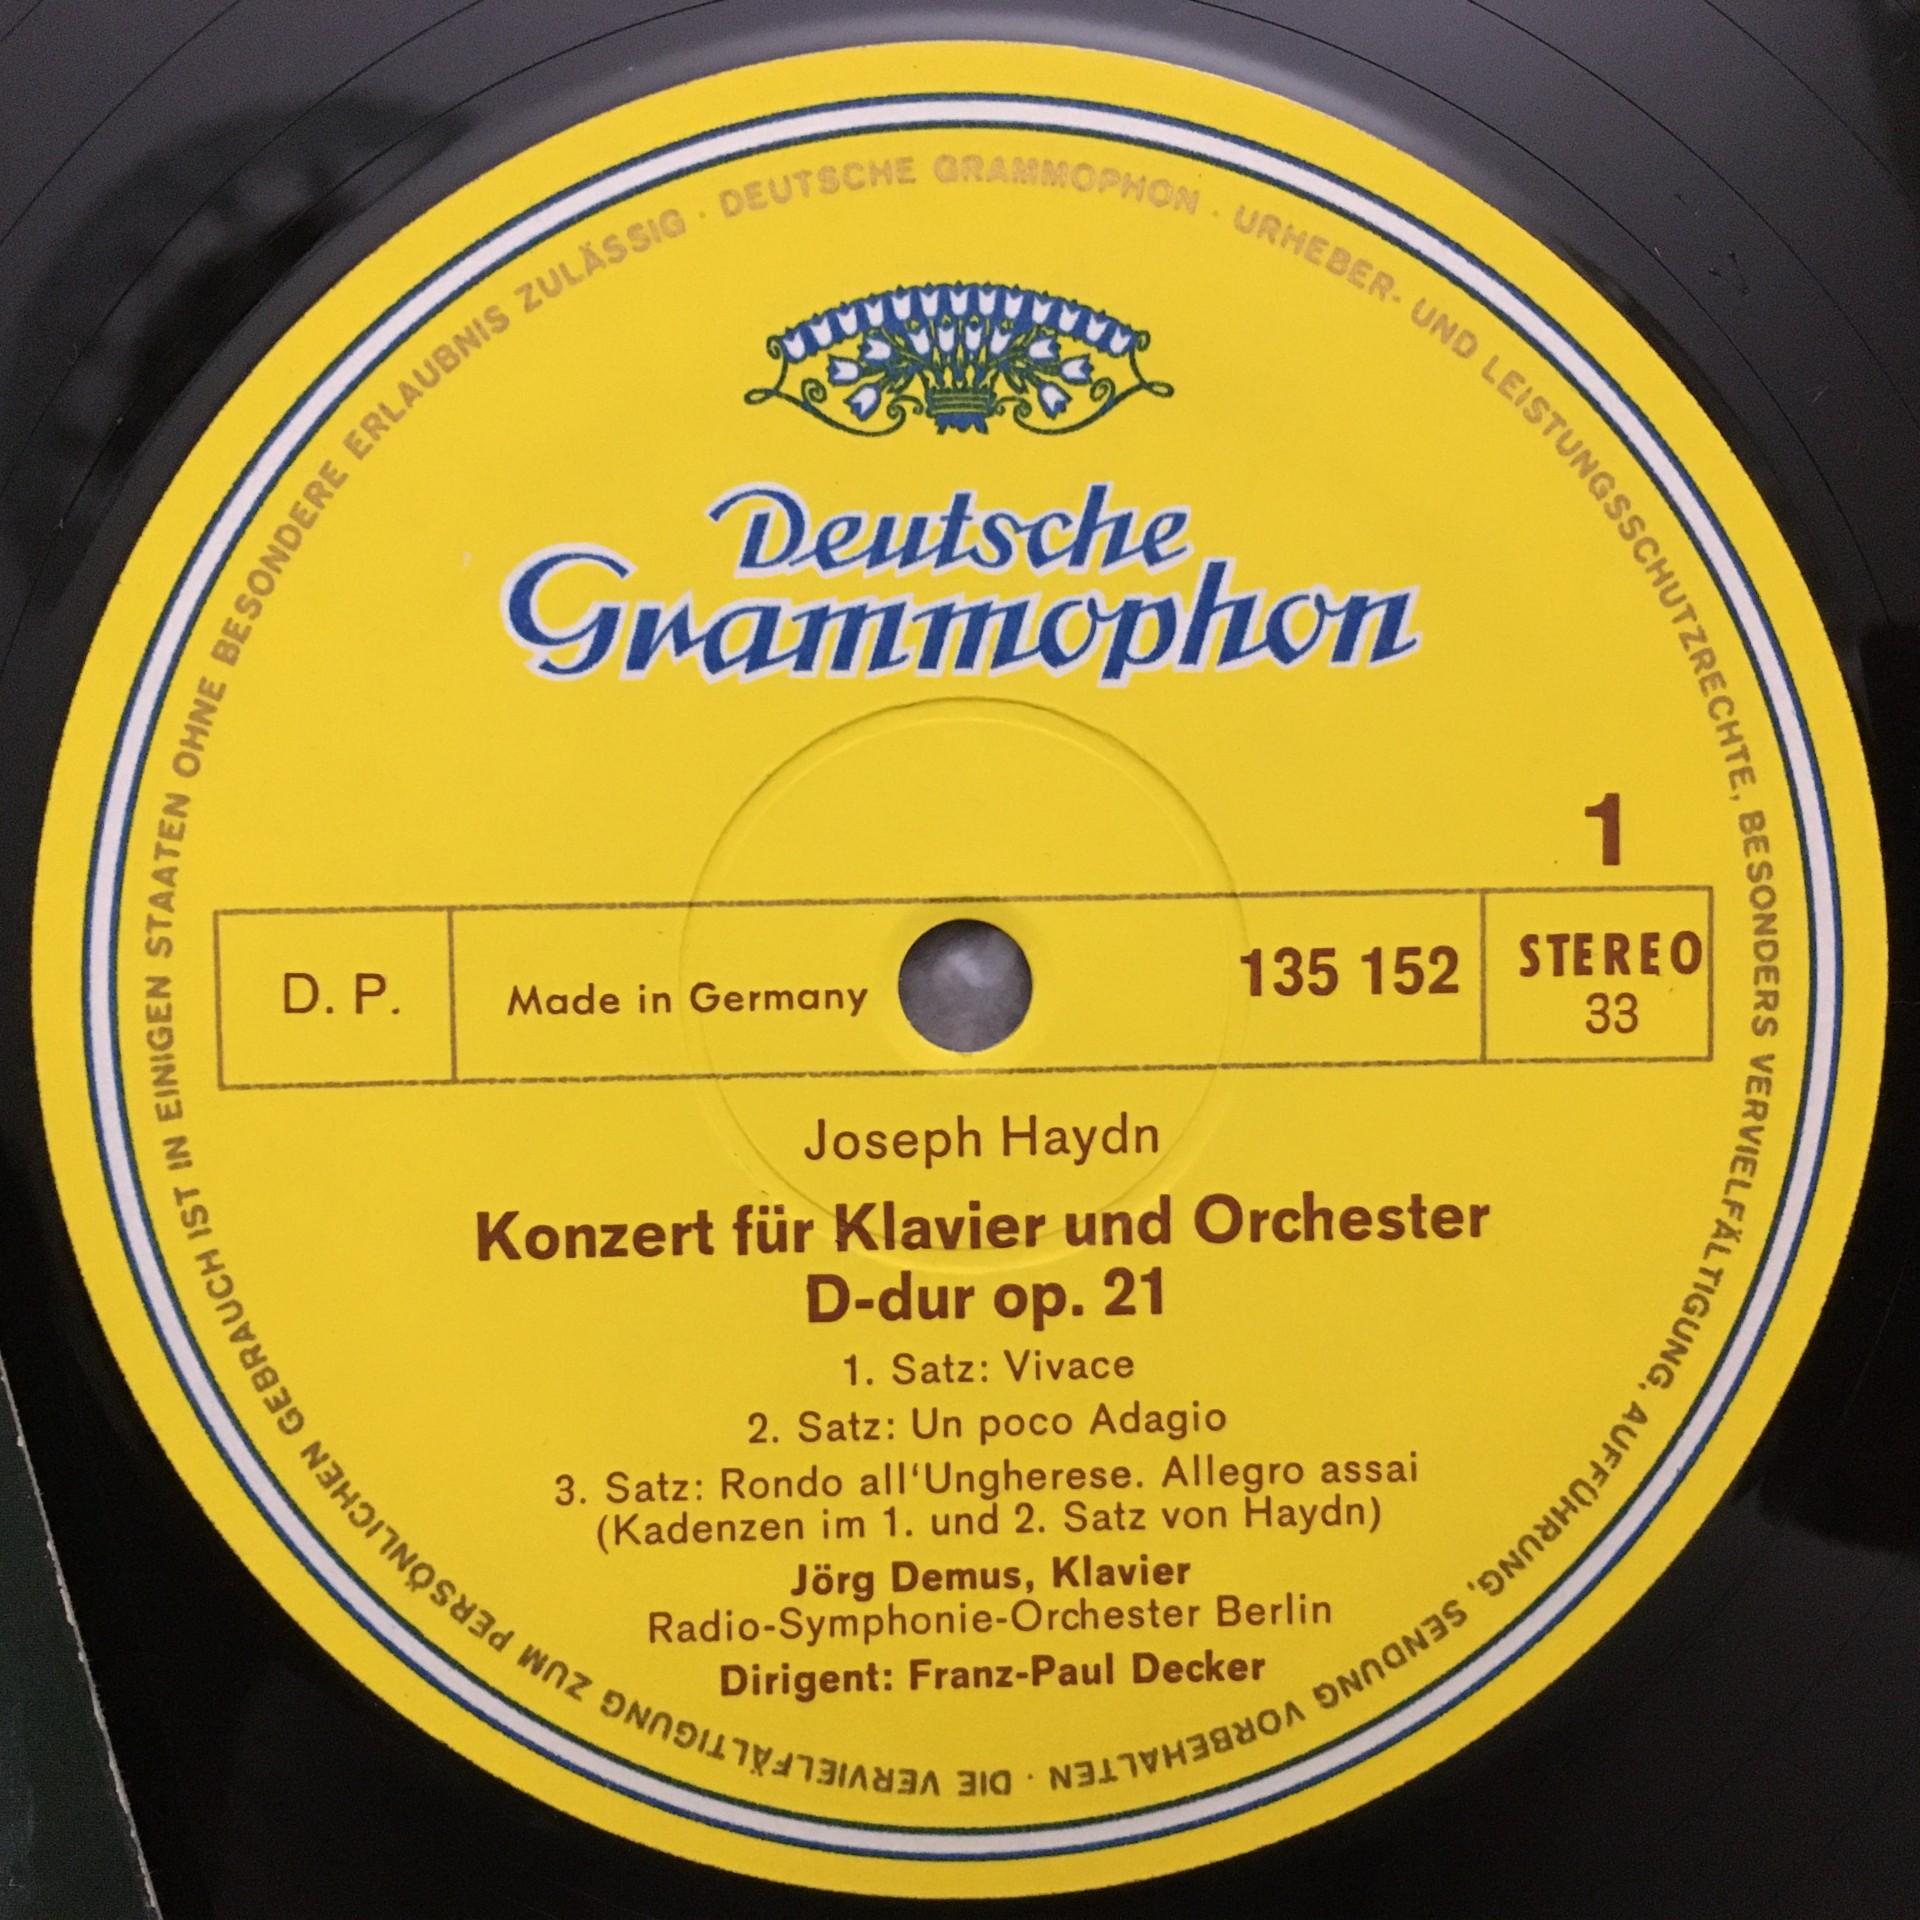 DEUTSCHE GRAMMOPHON · URHEBER- UND LEISTUNGSSCHUTZRECHTE, BESONDERS VERVIELFÄLTIGUNG, AUFFÜHRUNG, SENDUNG VORBEHALTEN · DIE VERVIELFÄLTIGUNG ZUM PERSÖNLICHEN GEBRAUCH IST IN EINIGEN STAATEN OHNE BESONDERE ERLAUBNIS ZULÄSSIG ·
Deutsche
Grammophon
1
D. P.
Made in Germany
135 152
STEREO
33
Joseph Haydn
Konzert für Klavier und Orchester
D-dur op. 21
1. Satz: Vivace
2. Satz: Un poco Adagio
3. Satz: Rondo all‘Ungherese. Allegro assai
(Kadenzen im 1. und 2. Satz von Haydn)
Jörg Demus, Klavier
Radio-Symphonie-Orchester Berlin
Dirigent: Franz-Paul Decker